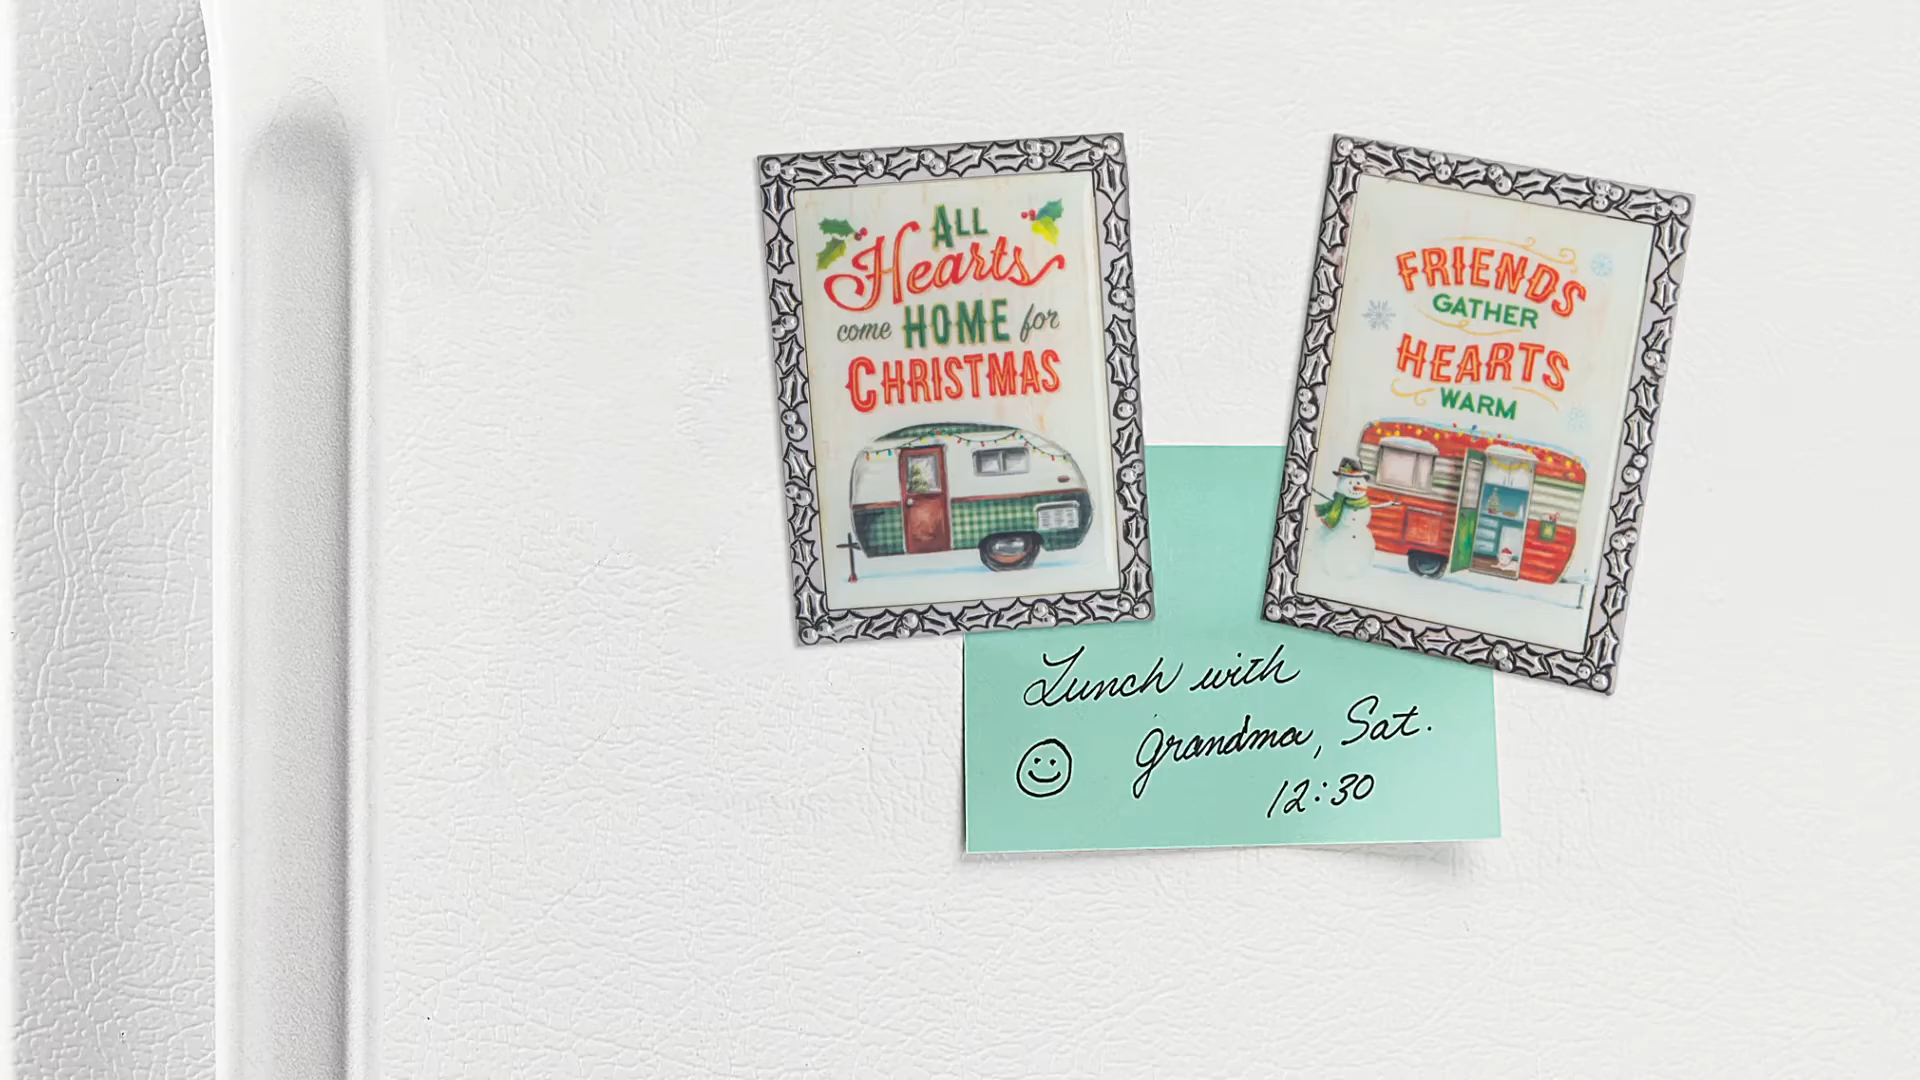 ALL
Hearts
come HOME for
CHRISTMAS
FRIENDS
GATHER
HEARTS
WARM
Lunch with
grandma, Sat.
12:30